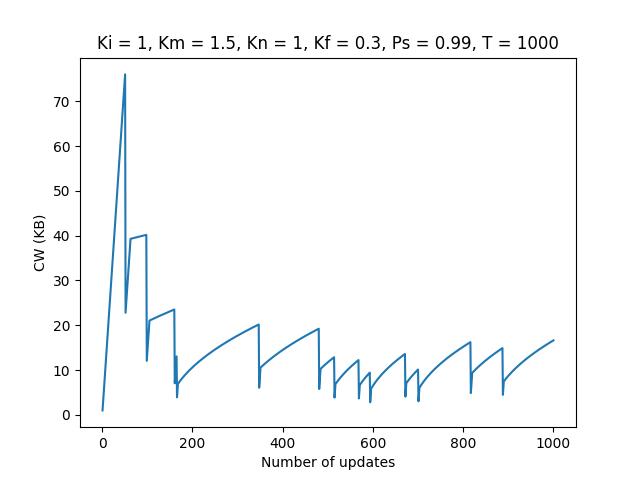 Ki = 1, Km = 1.5, Kn = 1, Kf = 0.3, Ps = 0.99, T = 1000
CW (KB)
70
60
50
40
30
20
10
0
0 200 400 600 800 1000
Number of updates